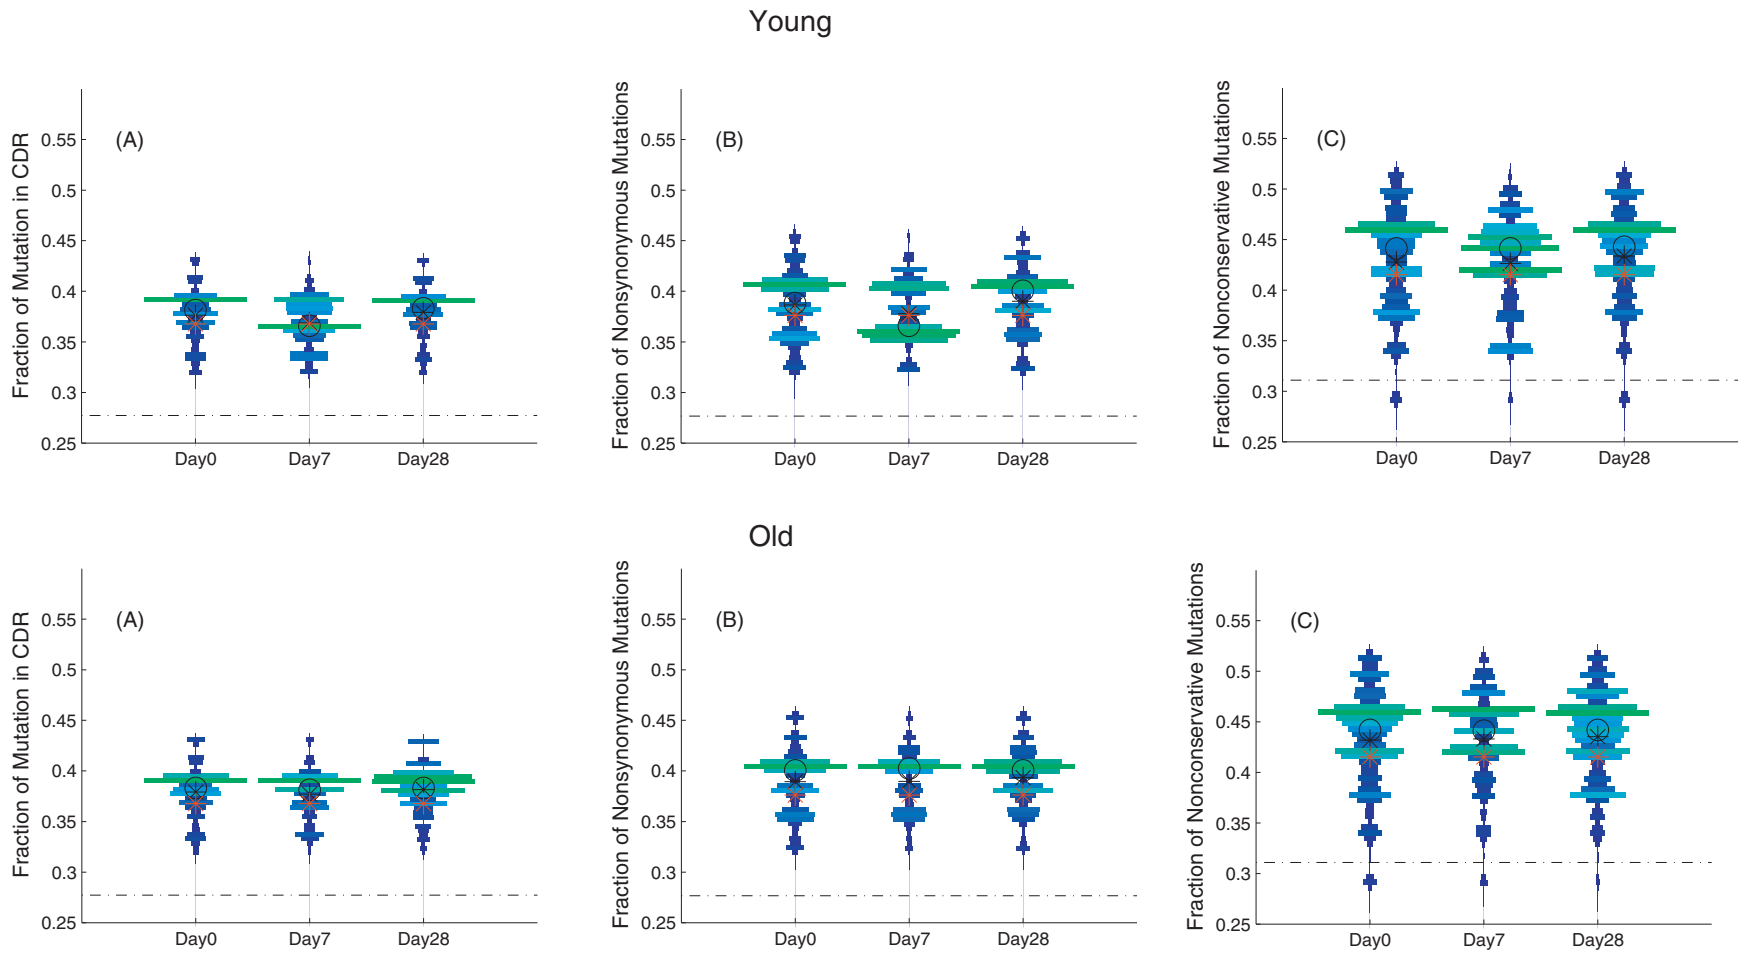 Young
Fraction of Mutation in CDR
(A)
0.55
0.5
0.45
0.4
0.35
0.3
0.25
Day0 Day7 Day28
Fraction of Nonsynonymous Mutations
(B)
0.55
0.5
0.45
0.4
0.35
0.3
0.25
Day0 Day7 Day28
Fraction of Nonconservative Mutations
(C)
0.55
0.5
0.45
0.4
0.35
0.3
0.25
Day0 Day7 Day28
Old
Fraction of Mutation in CDR
(A)
0.55
0.5
0.45
0.4
0.35
0.3
0.25
Day0 Day7 Day28
Fraction of Nonsynonymous Mutations
(B)
0.55
0.5
0.45
0.4
0.35
0.3
0.25
Day0 Day7 Day28
Fraction of Nonconservative Mutations
(C)
0.55
0.5
0.45
0.4
0.35
0.3
0.25
Day0 Day7 Day28